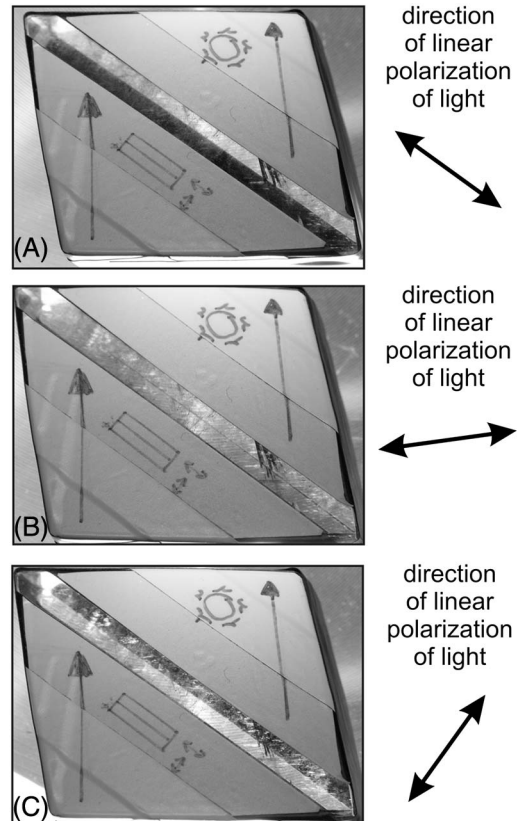 direction
of linear
polarization
of light
(A)
direction
of linear
polarization
of light
(B)
direction
of linear
polarization
of light
(C)